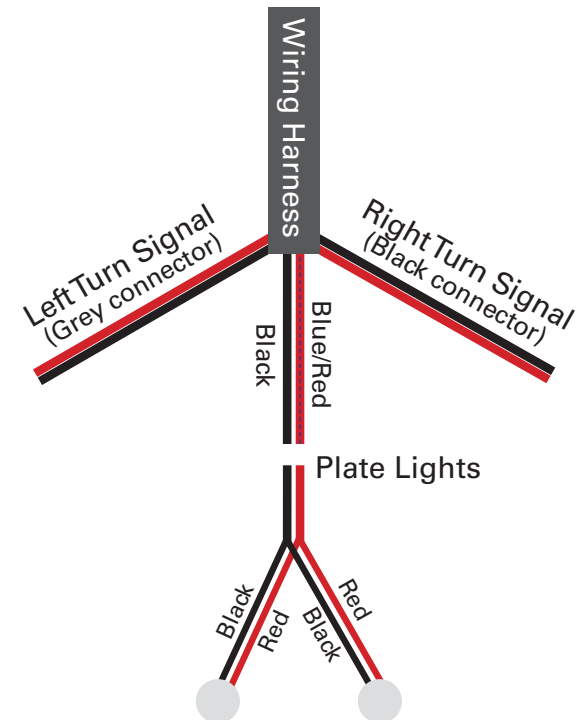 Wiring Harness
Left Turn Signal
(Grey connector)
Right Turn Signal
(Black connector)
Black
Blue/Red
Plate Lights
Black
Red
Black
Red